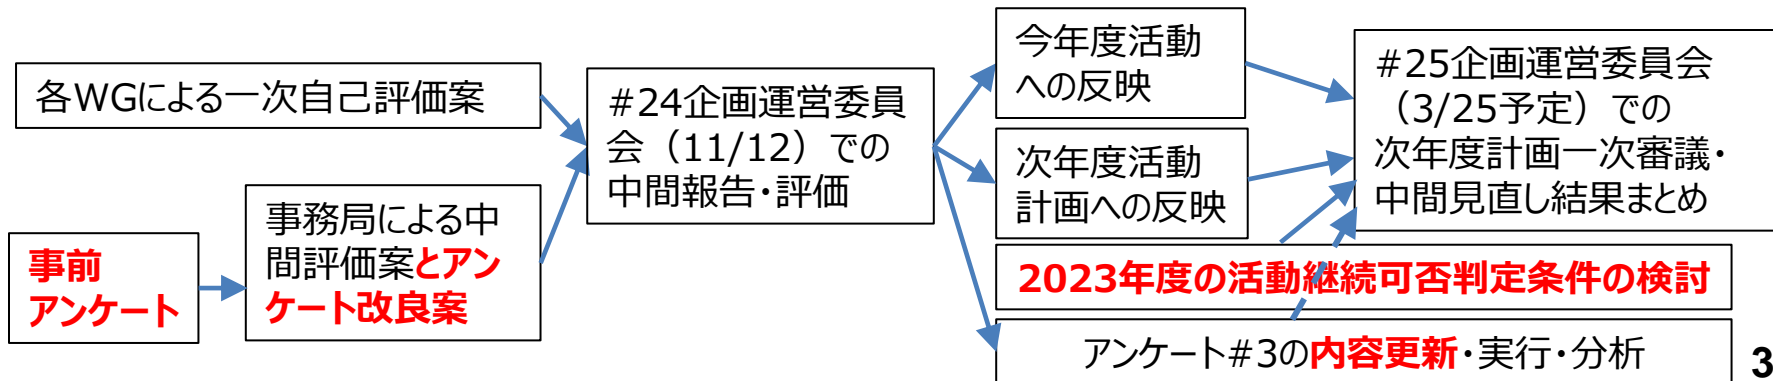 各WGによる一次自己評価案
事前
アンケート
事務局による中
間評価案とアン
ケート改良案
#24企画運営委員
会（11/12）での
中間報告・評価
今年度活動
への反映
次年度活動
計画への反映
2023年度の活動継続可否判定条件の検討
アンケート#3の内容更新・実行・分析
#25企画運営委員会
（3/25予定）での
次年度計画一次審議・
中間見直し結果まとめ
3